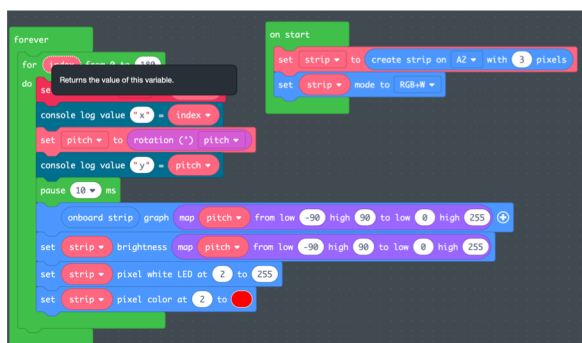 forever
on start
for index from 0 to 180
set strip to create strip on A2 with 3 pixels
Returns the value of this variable.
do se
set strip mode to RGB+W
console log value "x" = index
set pitch to rotation (°) pitch
console log value "y" = pitch
pause 10 ms
onboard strip graph map pitch from low -90 high 90 to low 0 high 255
set strip brightness map pitch from low -90 high 90 to low 0 high 255
set strip pixel white LED at 2 to 255
set strip pixel color at 2 to